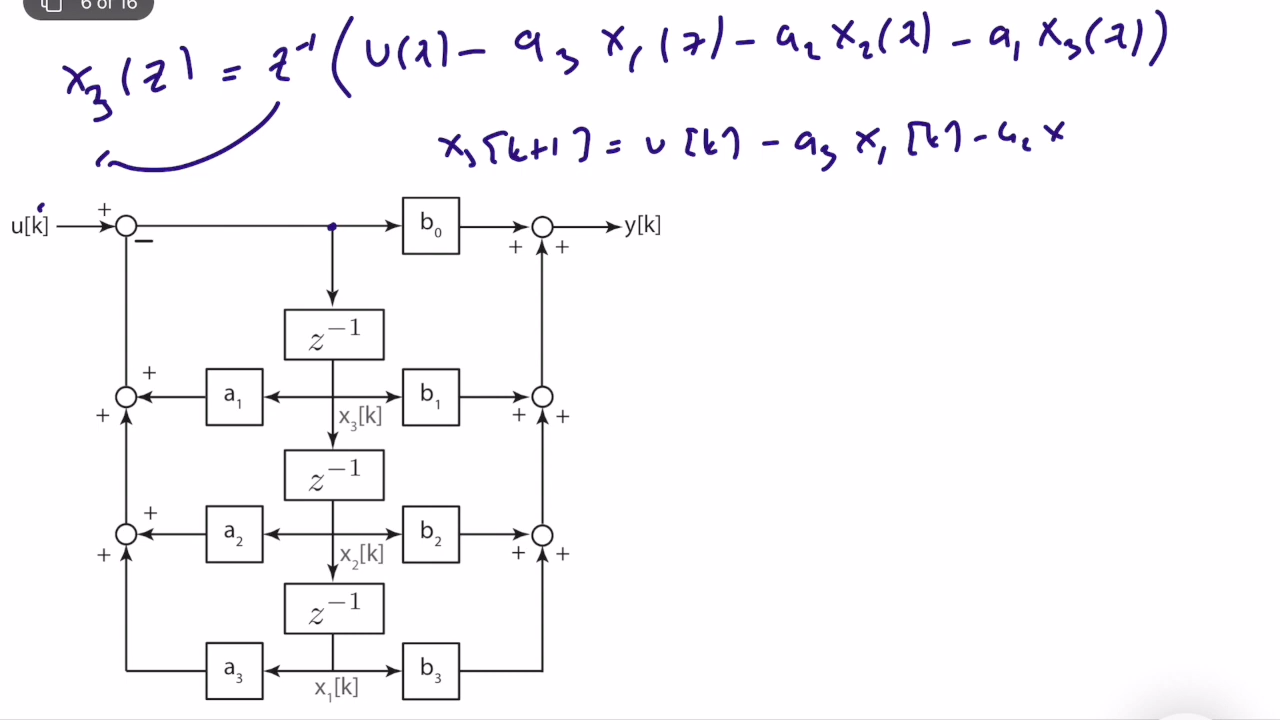 6 of 16
x₃(z) = z⁻¹(U(z) - a₃ x₁(z) - a₂ x₂(z) - a₁ x₃(z))
x₃[k+1] = u[k] - a₃ x₁[k] - a₂ x
u[k] + − b₀ + + y[k]
z⁻¹
+ + a₁ x₃[k] b₁ + +
z⁻¹
+ + a₂ x₂[k] b₂ + +
z⁻¹
a₃ x₁[k] b₃